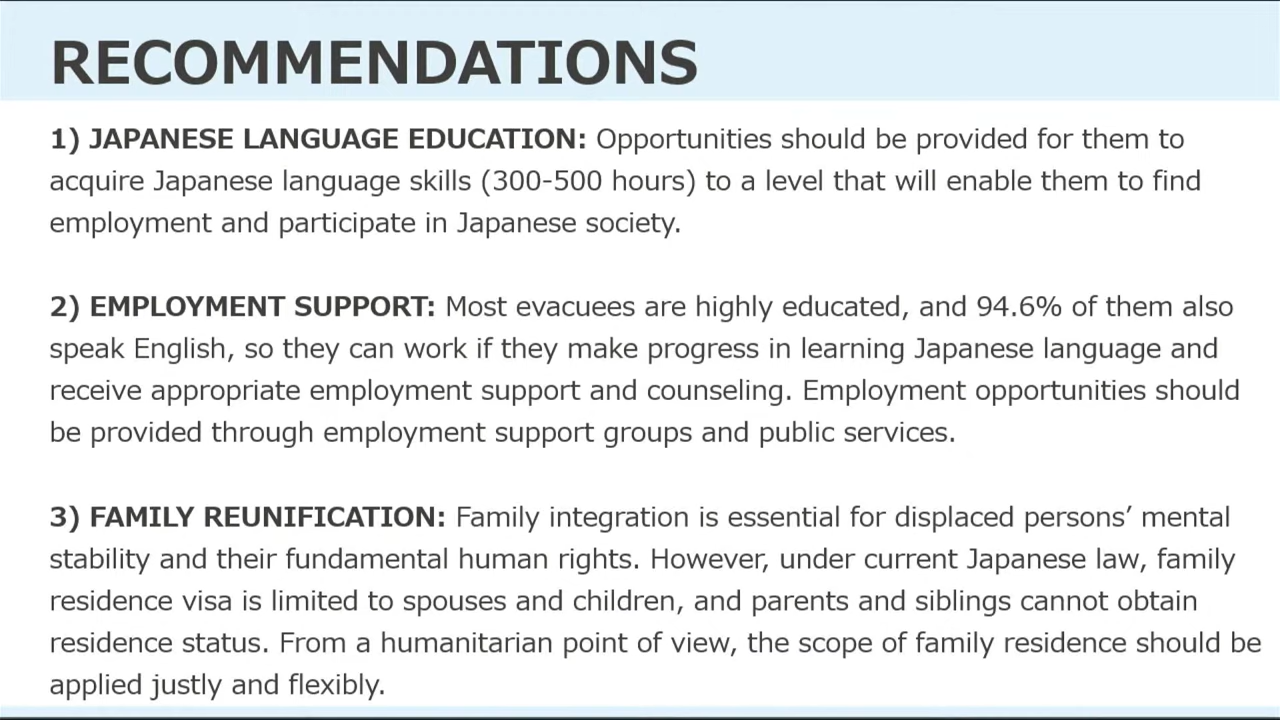 RECOMMENDATIONS
1) JAPANESE LANGUAGE EDUCATION: Opportunities should be provided for them to
acquire Japanese language skills (300-500 hours) to a level that will enable them to find
employment and participate in Japanese society.
2) EMPLOYMENT SUPPORT: Most evacuees are highly educated, and 94.6% of them also
speak English, so they can work if they make progress in learning Japanese language and
receive appropriate employment support and counseling. Employment opportunities should
be provided through employment support groups and public services.
3) FAMILY REUNIFICATION: Family integration is essential for displaced persons’ mental
stability and their fundamental human rights. However, under current Japanese law, family
residence visa is limited to spouses and children, and parents and siblings cannot obtain
residence status. From a humanitarian point of view, the scope of family residence should be
applied justly and flexibly.